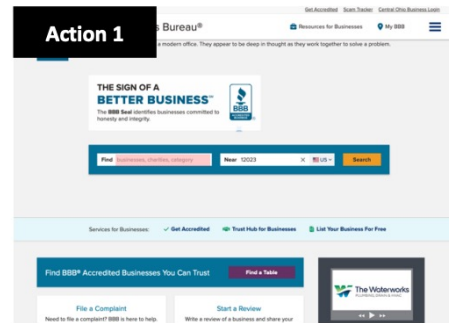 Get Accredited Scam Tracker Central Ohio Business Login
Action 1
s Bureau®
Resources for Businesses
My BBB
a modern office. They appear to be deep in thought as they work together to solve a problem.
THE SIGN OF A
BETTER BUSINESS℠
The BBB Seal identifies businesses committed to
honesty and integrity.
BBB
Find businesses, charities, category
Near 12023
× US
Search
Services for Businesses:
✓ Get Accredited
Trust Hub for Businesses
List Your Business For Free
Find BBB® Accredited Businesses You Can Trust
Find a Table
The Waterworks
File a Complaint
Need to file a complaint? BBB is here to help.
Start a Review
Write a review of a business and share your